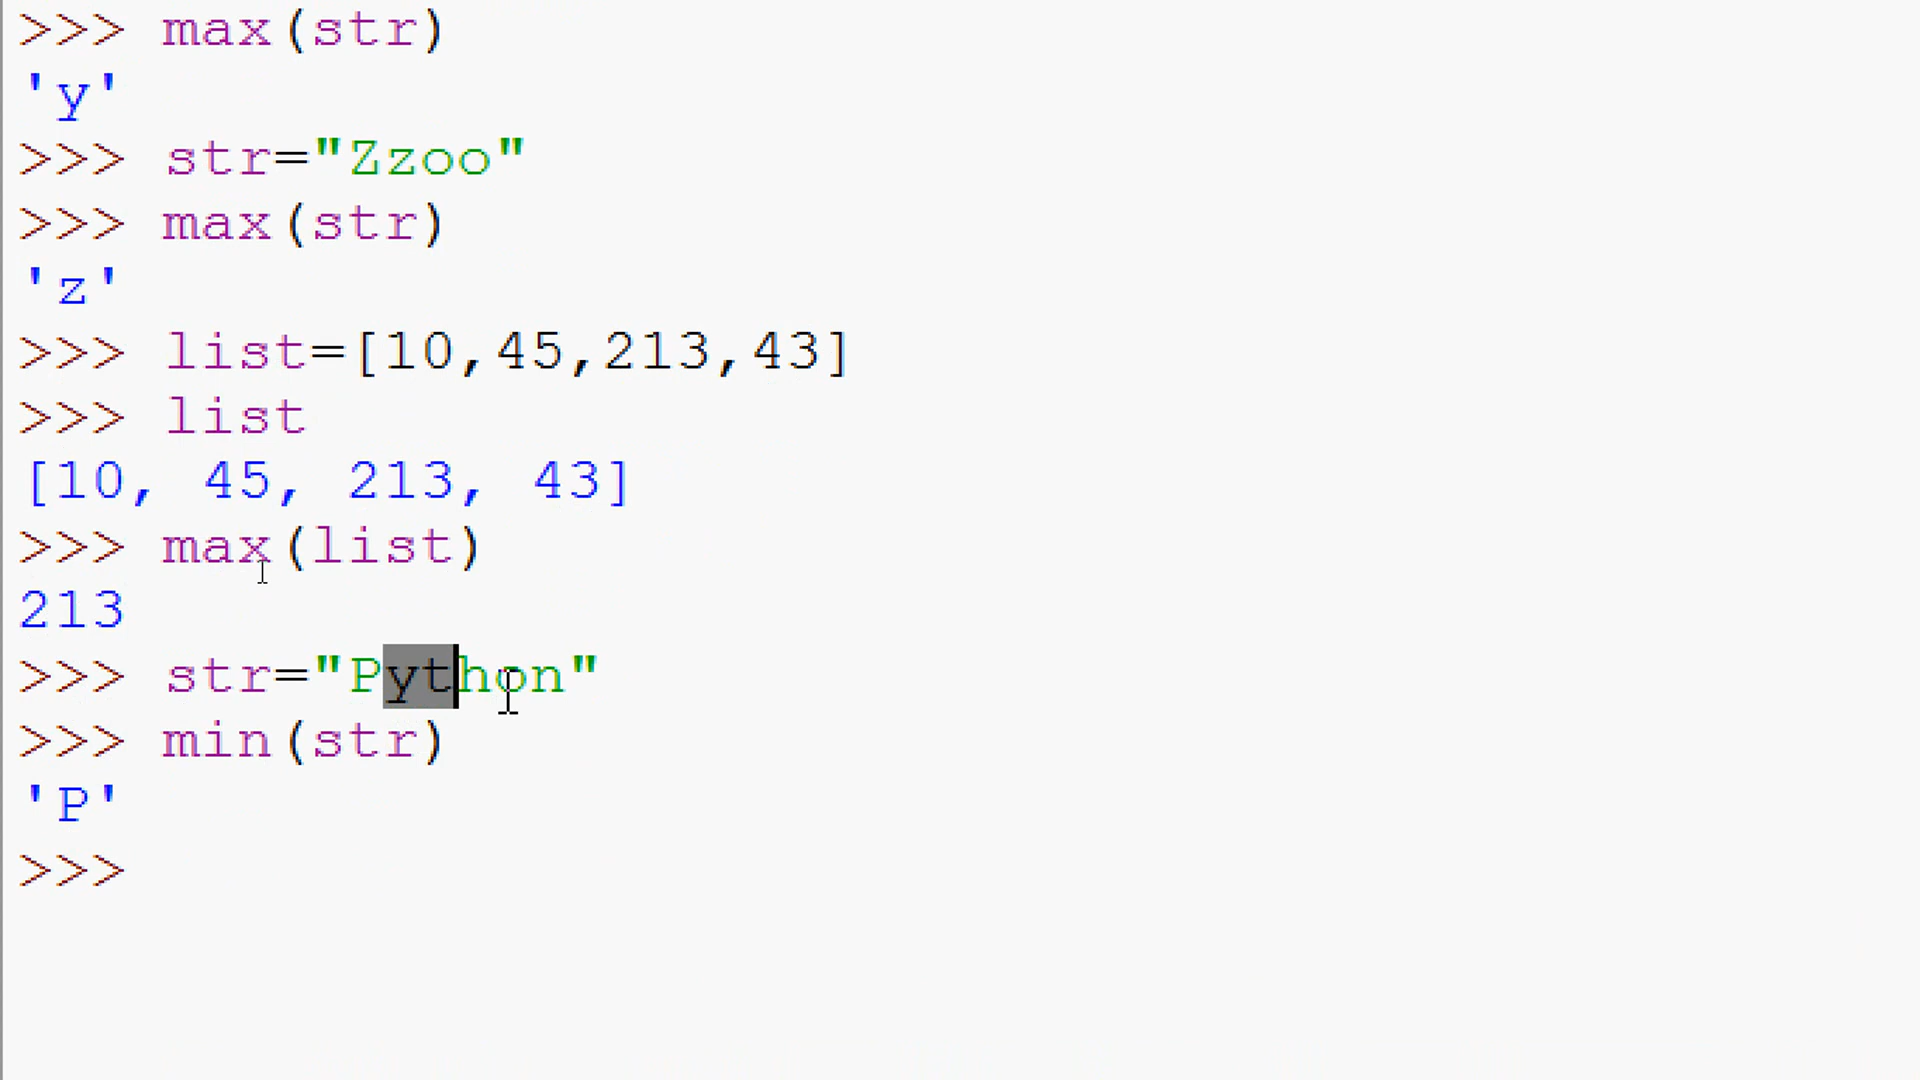 >>> max(str)
'y'
>>> str="Zzoo"
>>> max(str)
'z'
>>> list=[10,45,213,43]
>>> list
[10, 45, 213, 43]
>>> max(list)
213
>>> str="Python"
>>> min(str)
'P'
>>>